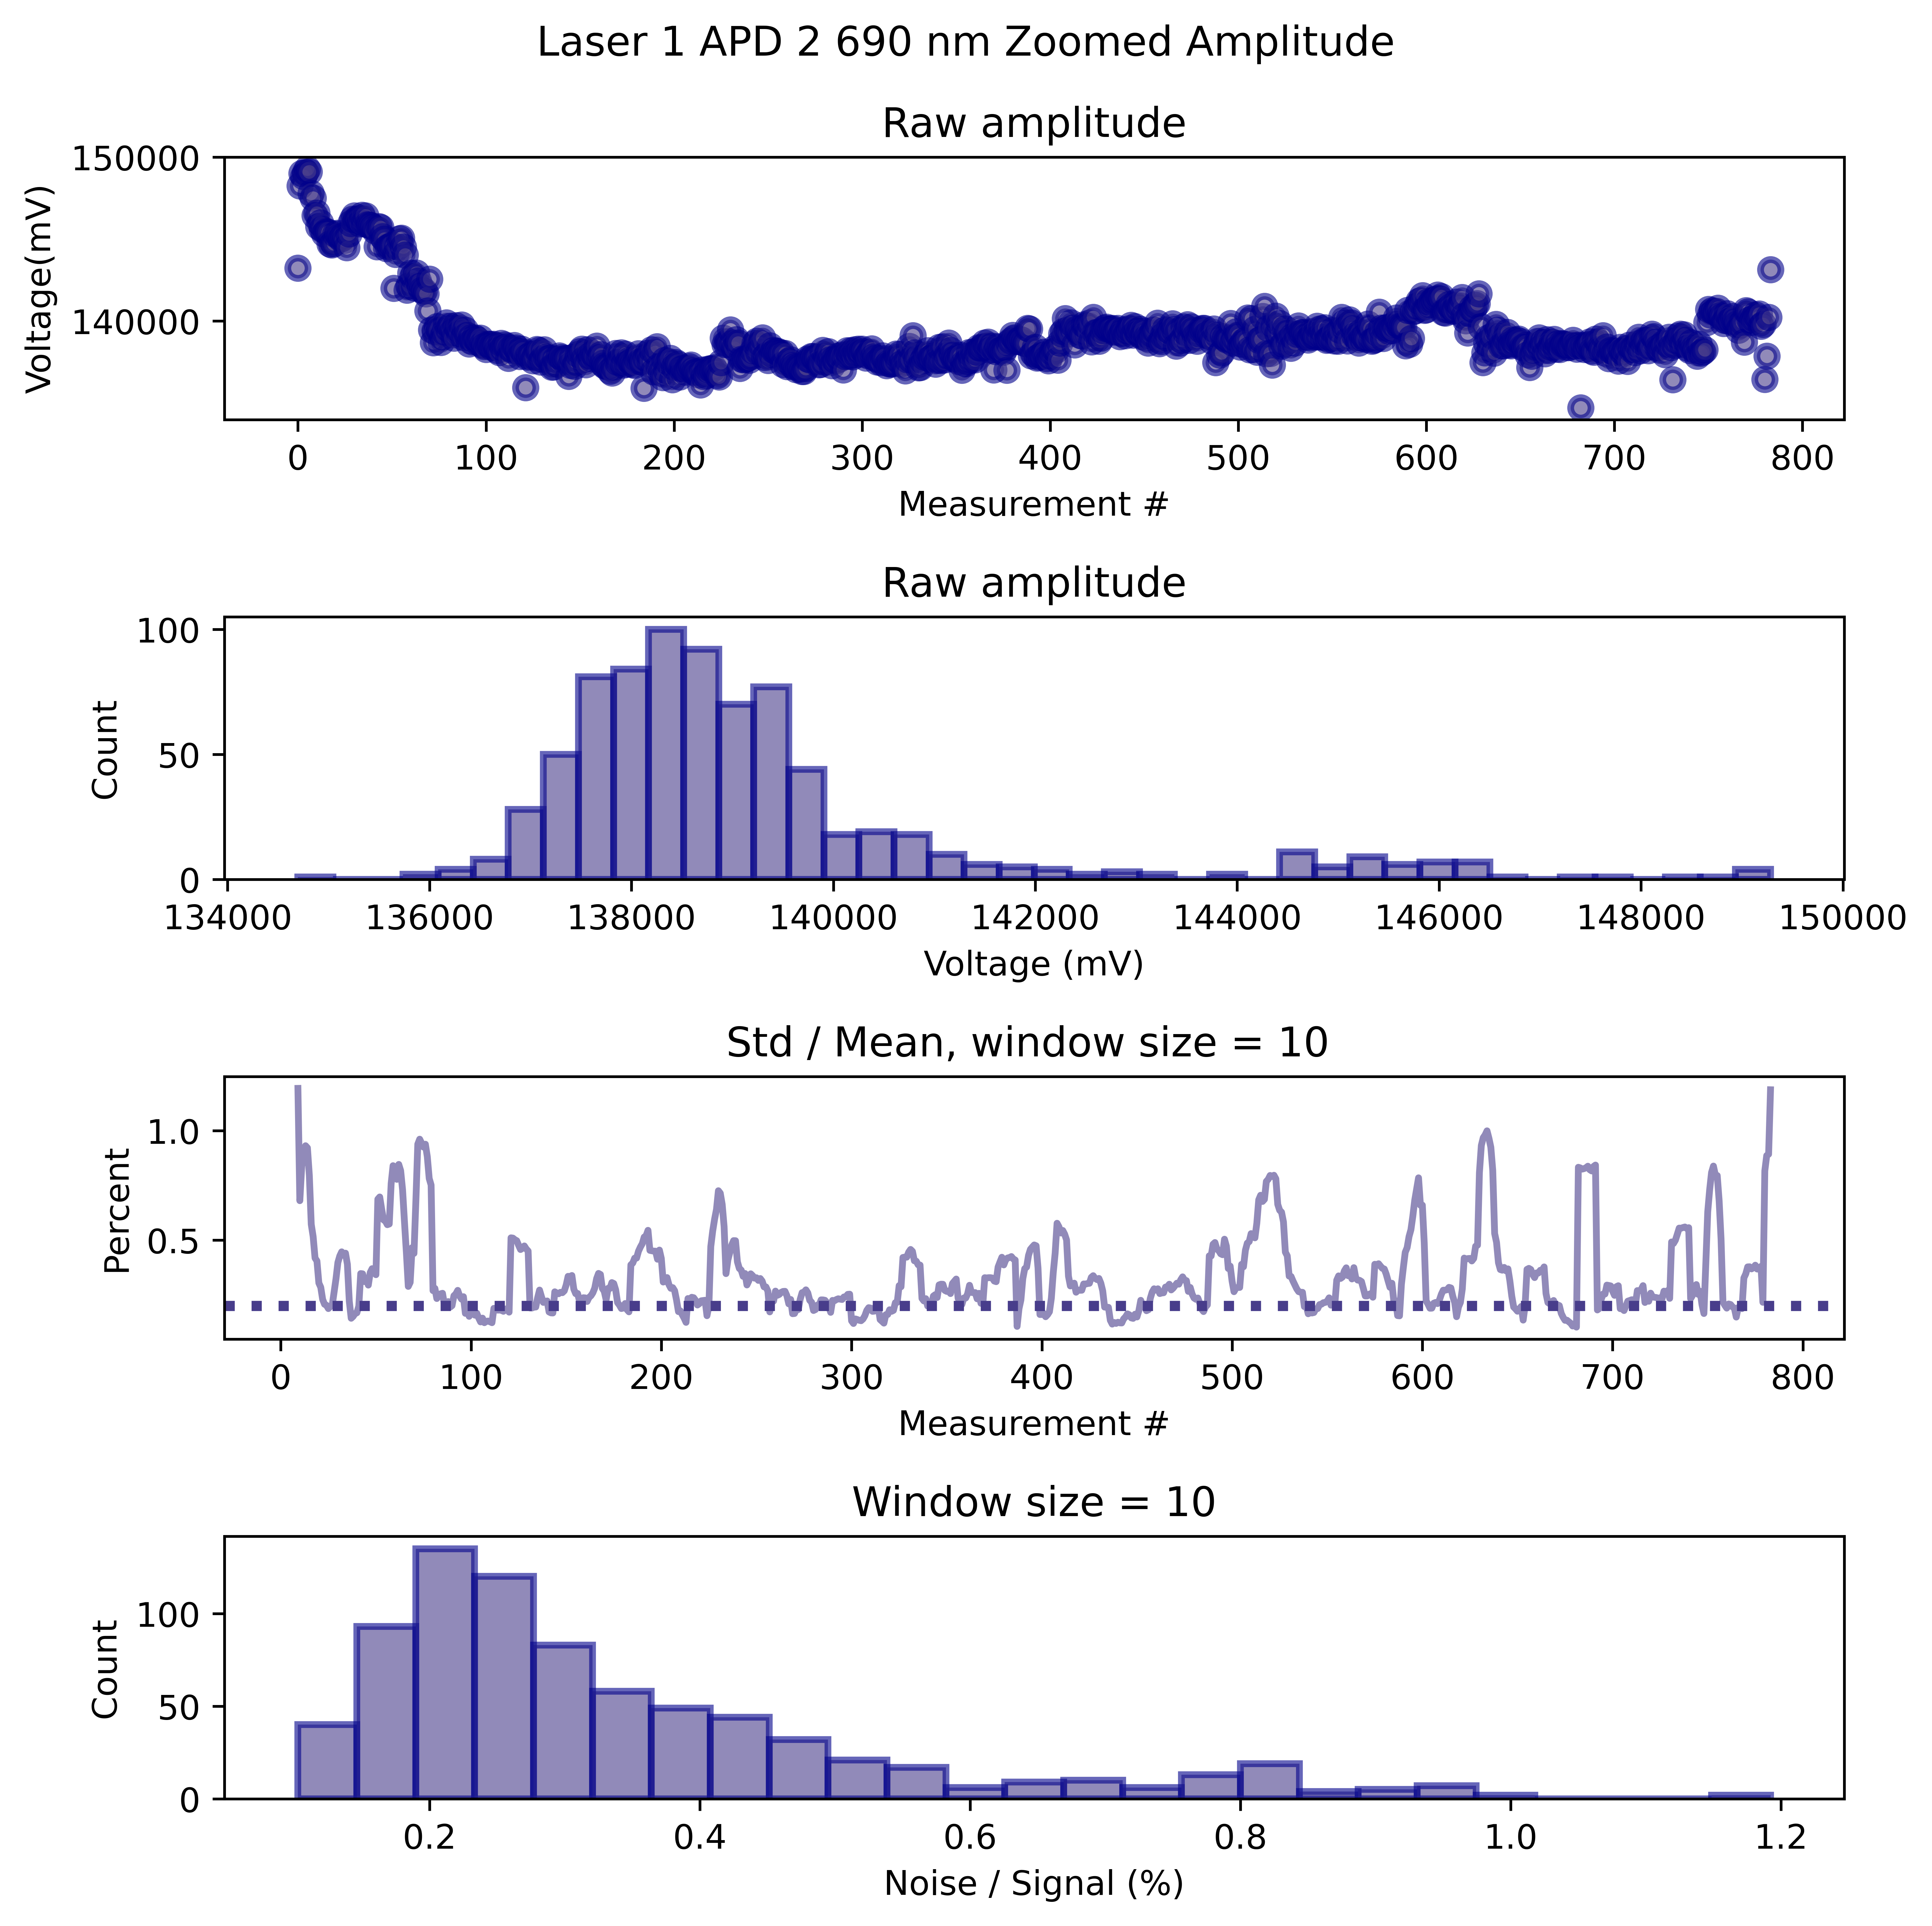 Laser 1 APD 2 690 nm Zoomed Amplitude
Raw amplitude
Voltage(mV)
150000
140000
0 100 200 300 400 500 600 700 800
Measurement #
Raw amplitude
Count
100
50
0
134000 136000 138000 140000 142000 144000 146000 148000 150000
Voltage (mV)
Std / Mean, window size = 10
Percent
1.0
0.5
0 100 200 300 400 500 600 700 800
Measurement #
Window size = 10
Count
100
50
0
0.2 0.4 0.6 0.8 1.0 1.2
Noise / Signal (%)